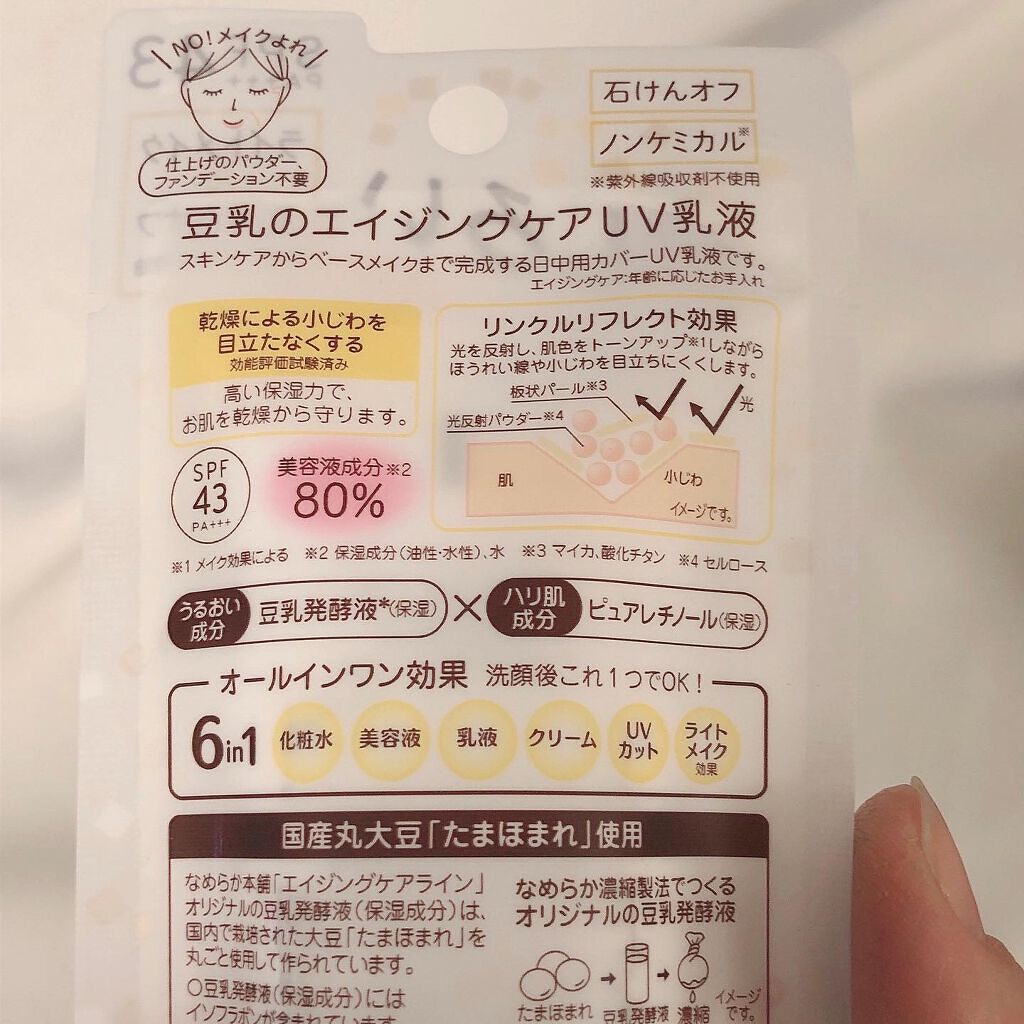 NO!メイクよれ
仕上げのパウダー、
ファンデーション不要
石けんオフ
ノンケミカル※
※紫外線吸収剤不使用
豆乳のエイジングケアUV乳液
スキンケアからベースメイクまで完成する日中用カバーUV乳液です。
エイジングケア:年齢に応じたお手入れ
乾燥による小じわを
目立たなくする
効能評価試験済み
高い保湿力で、
お肌を乾燥から守ります。
SPF
43
PA+++
美容液成分※2
80%
リンクルリフレクト効果
光を反射し、肌色をトーンアップ※1しながら
ほうれい線や小じわを目立ちにくくします。
板状パール※3
光反射パウダー※4
光
肌
小じわ
イメージです。
※1 メイク効果による ※2 保湿成分(油性・水性)、水 ※3 マイカ、酸化チタン ※4 セルロース
うるおい
成分
豆乳発酵液*(保湿)
×
ハリ肌
成分
ピュアレチノール(保湿)
オールインワン効果 洗顔後これ1つでOK!
6in1
化粧水
美容液
乳液
クリーム
UV
カット
ライト
メイク
効果
国産丸大豆「たまほまれ」使用
なめらか本舗「エイジングケアライン」
オリジナルの豆乳発酵液(保湿成分)は、
国内で栽培された大豆「たまほまれ」を
丸ごと使用して作られています。
○豆乳発酵液(保湿成分)には
イソフラボンが含まれています
なめらか濃縮製法でつくる
オリジナルの豆乳発酵液
たまほまれ
豆乳発酵液
濃縮
イメージ
です。